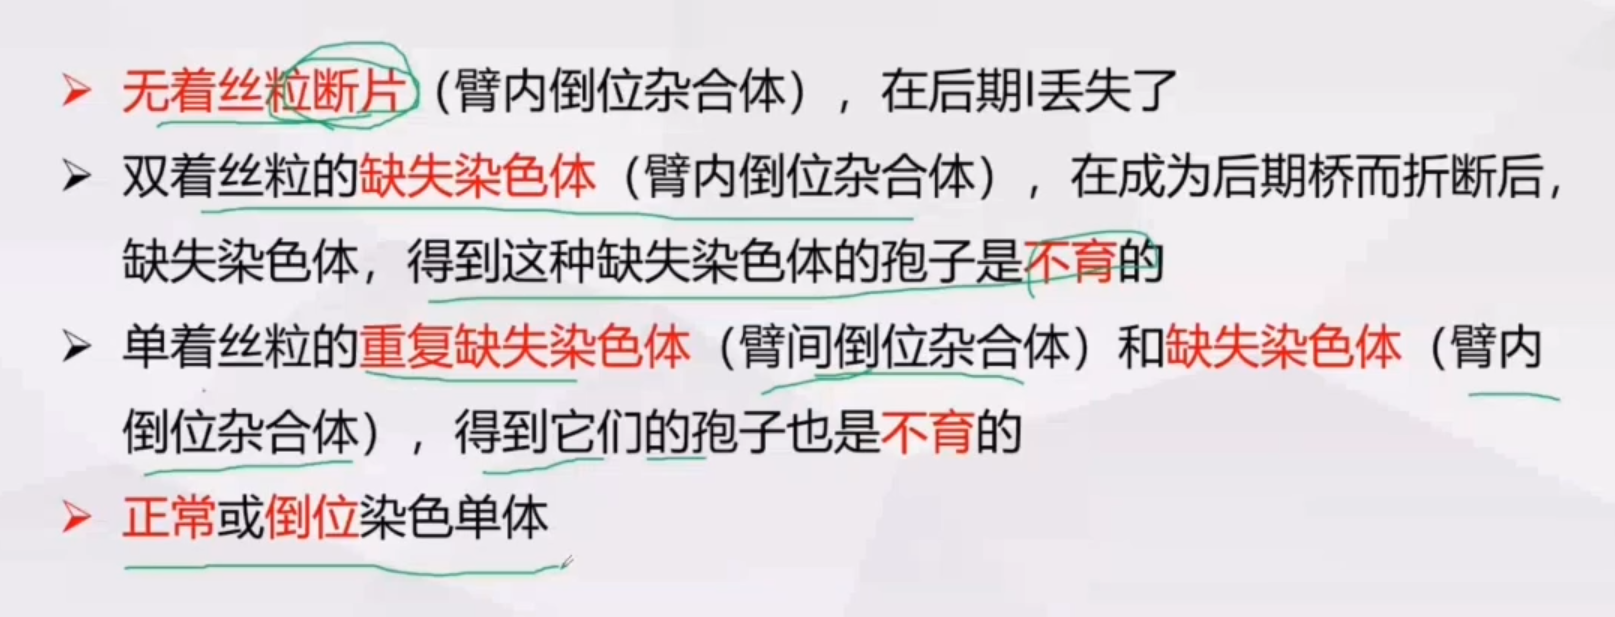 ➢ 无着丝粒断片（臂内倒位杂合体），在后期I丢失了
➢ 双着丝粒的缺失染色体（臂内倒位杂合体），在成为后期桥而折断后，
缺失染色体，得到这种缺失染色体的孢子是不育的
➢ 单着丝粒的重复缺失染色体（臂间倒位杂合体）和缺失染色体（臂内
倒位杂合体），得到它们的孢子也是不育的
➢ 正常或倒位染色单体